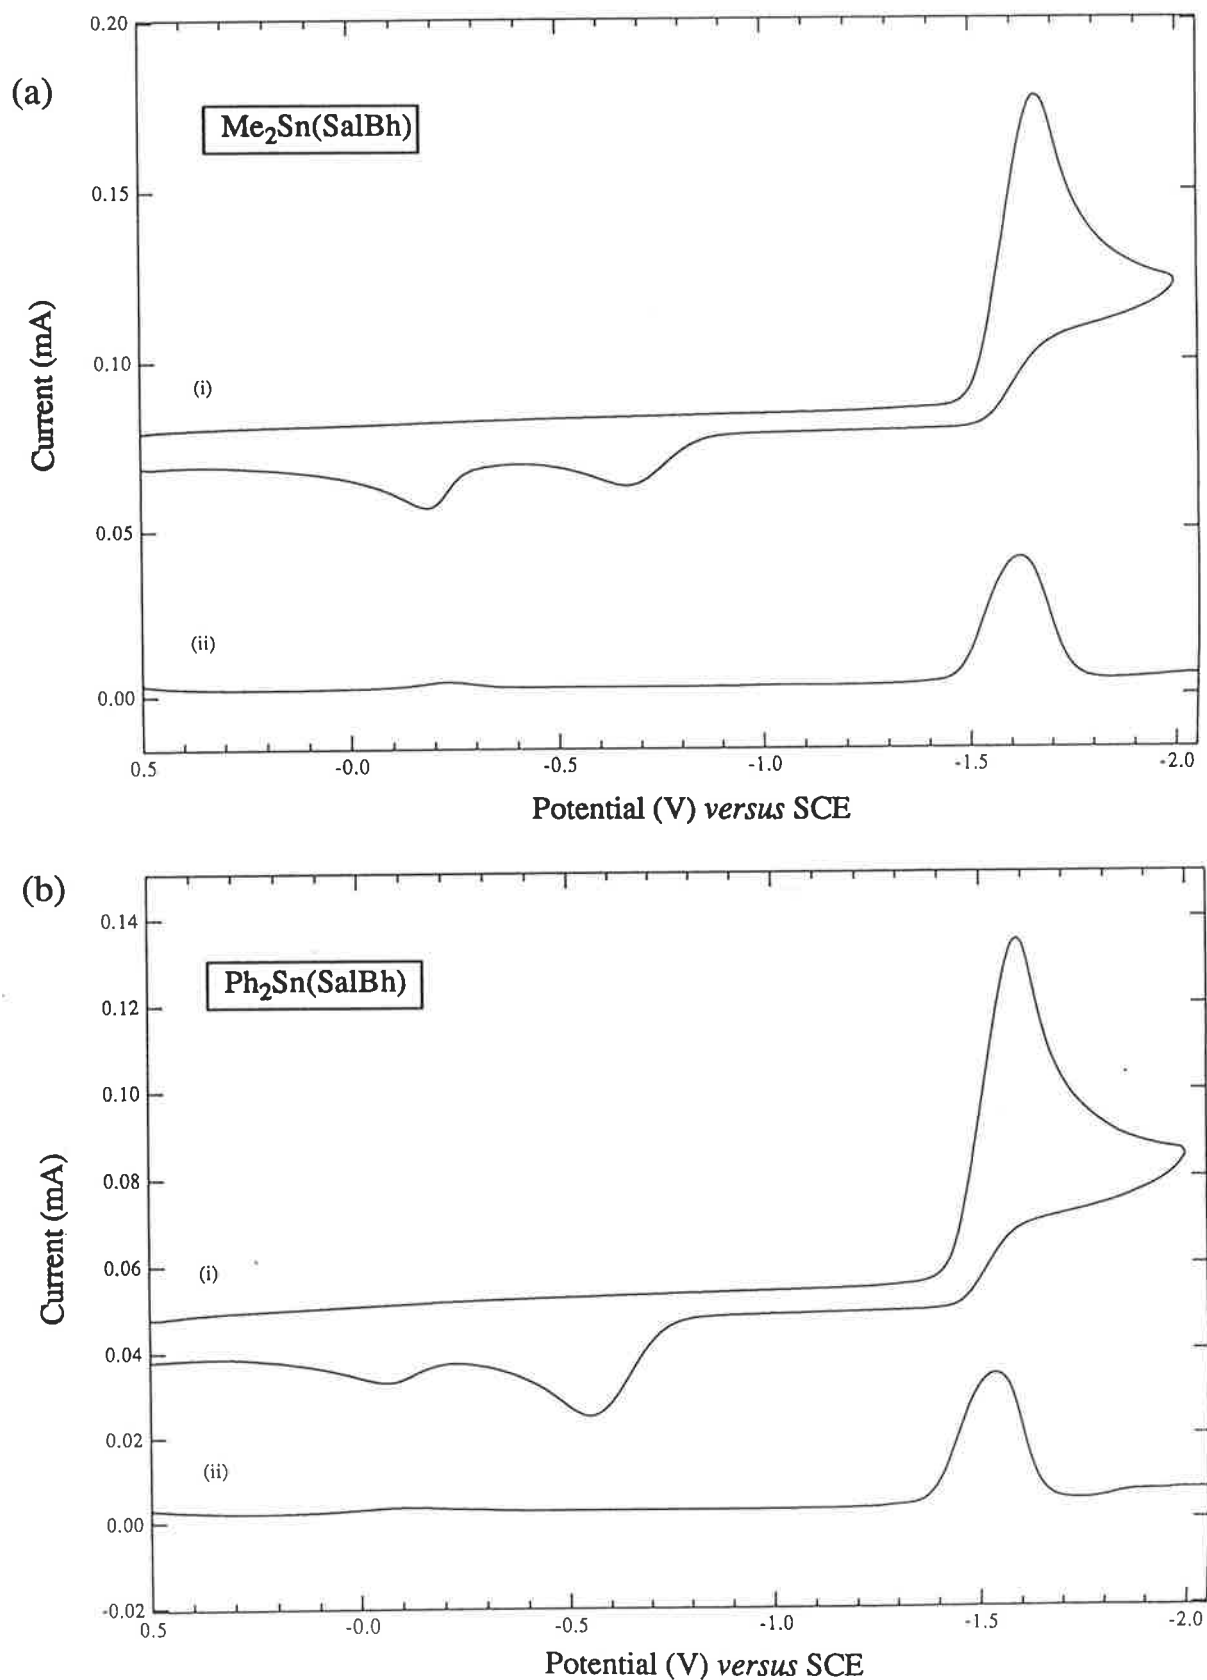 0.20
(a)
Me2Sn(SalBh)
0.15
0.10
(i)
Current (mA)
0.05
(ii)
0.00
0.5 -0.0 -0.5 -1.0 -1.5 -2.0
Potential (V) versus SCE
(b)
0.14
Ph2Sn(SalBh)
0.12
0.10
0.08
Current (mA)
0.06
(i)
0.04
0.02
(ii)
0.00
-0.02
0.5 -0.0 -0.5 -1.0 -1.5 -2.0
Potential (V) versus SCE